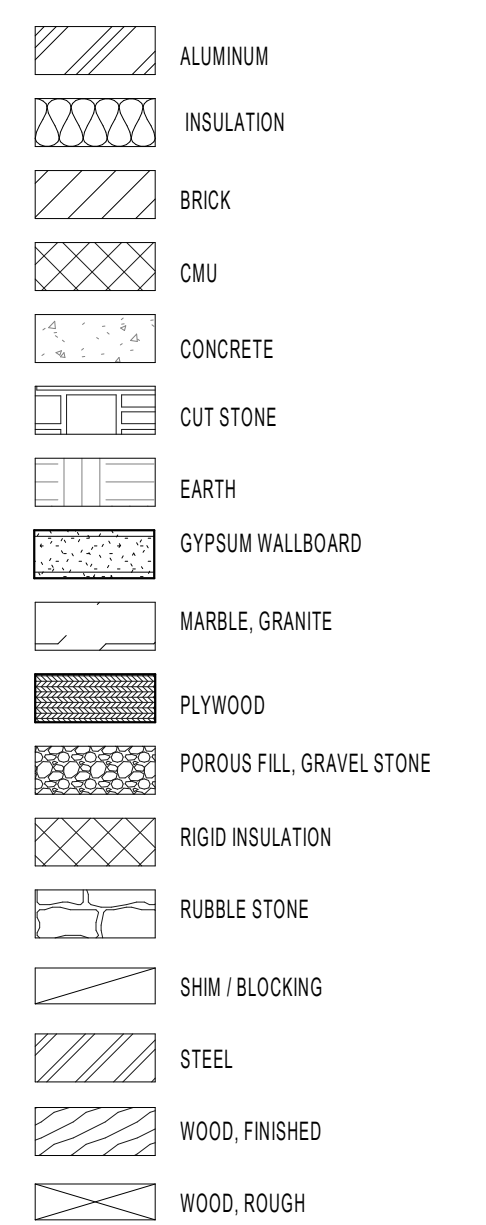 ALUMINUM
INSULATION
BRICK
CMU
CONCRETE
CUT STONE
EARTH
GYPSUM WALLBOARD
MARBLE, GRANITE
PLYWOOD
POROUS FILL, GRAVEL STONE
RIGID INSULATION
RUBBLE STONE
SHIM / BLOCKING
STEEL
WOOD, FINISHED
WOOD, ROUGH